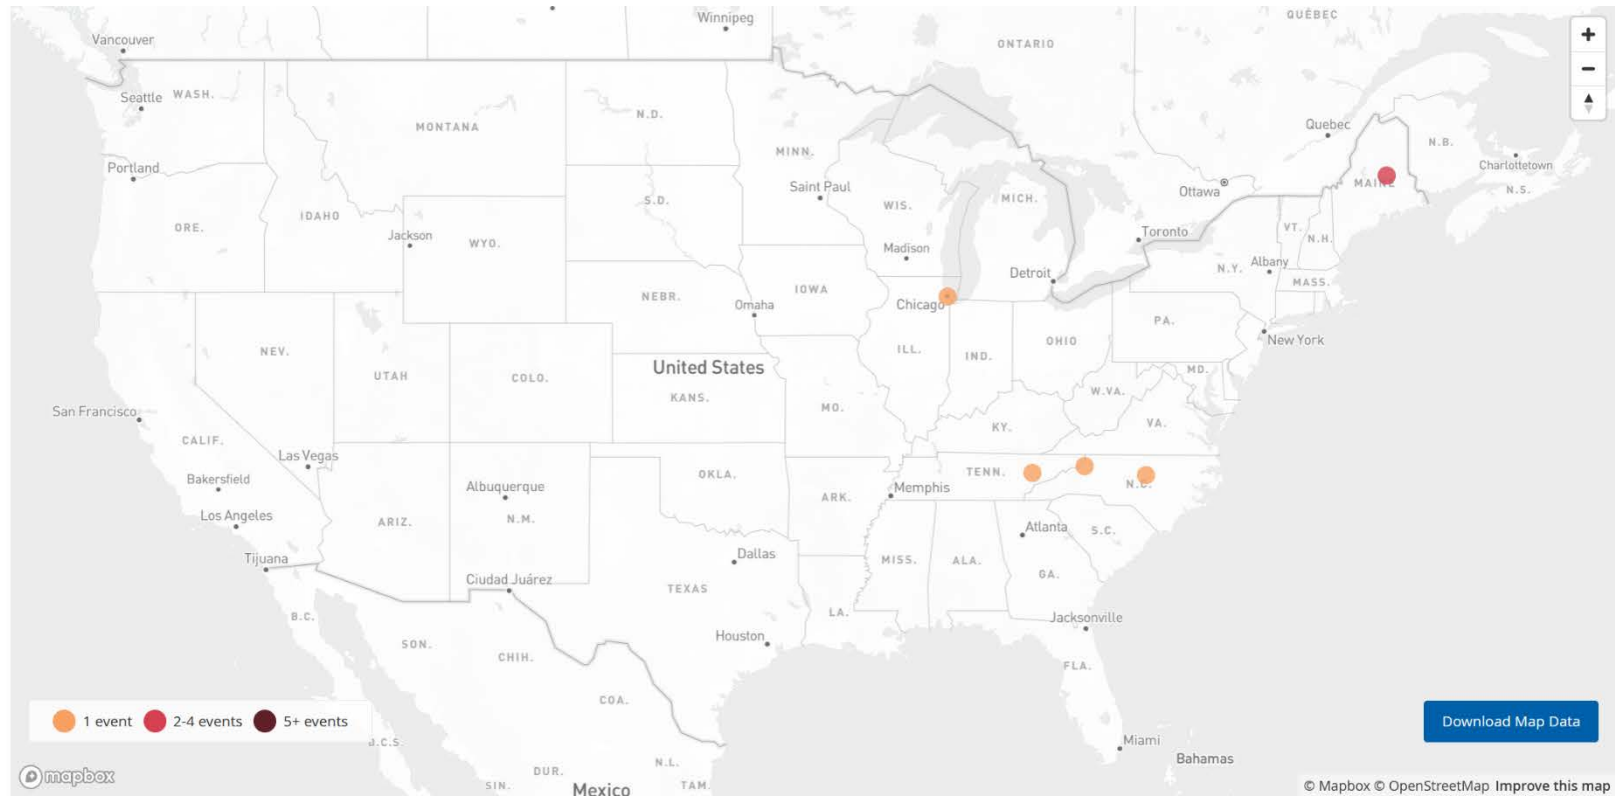 Winnipeg
QUÉBEC
Vancouver
ONTARIO
+
Seattle
WASH.
N.D.
MONTANA
Quebec
N.B.
MINN.
Charlottetown
Portland
MAINE
Saint Paul
Ottawa
N.S.
S.D.
MICH.
WIS.
IDAHO
ORE.
VT.
Jackson
Toronto
N.H.
WYO.
Madison
Albany
N.Y.
Detroit
MASS.
IOWA
NEBR.
Omaha
Chicago
PA.
New York
OHIO
ILL.
NEV.
IND.
United States
MD.
UTAH
COLO.
W.VA.
KANS.
MO.
San Francisco
VA.
KY.
CALIF.
Las Vegas
TENN.
OKLA.
Bakersfield
N.C.
Albuquerque
Memphis
ARK.
Los Angeles
N.M.
ARIZ.
Atlanta
S.C.
Dallas
Tijuana
MISS.
ALA.
GA.
Ciudad Juárez
TEXAS
LA.
B.C.
Jacksonville
Houston
SON.
CHIH.
FLA.
COA.
1 event
2-4 events
5+ events
Download Map Data
B.C.S.
Miami
Bahamas
N.L.
DUR.
mapbox
SIN.
Mexico
TAM.
© Mapbox © OpenStreetMap Improve this map